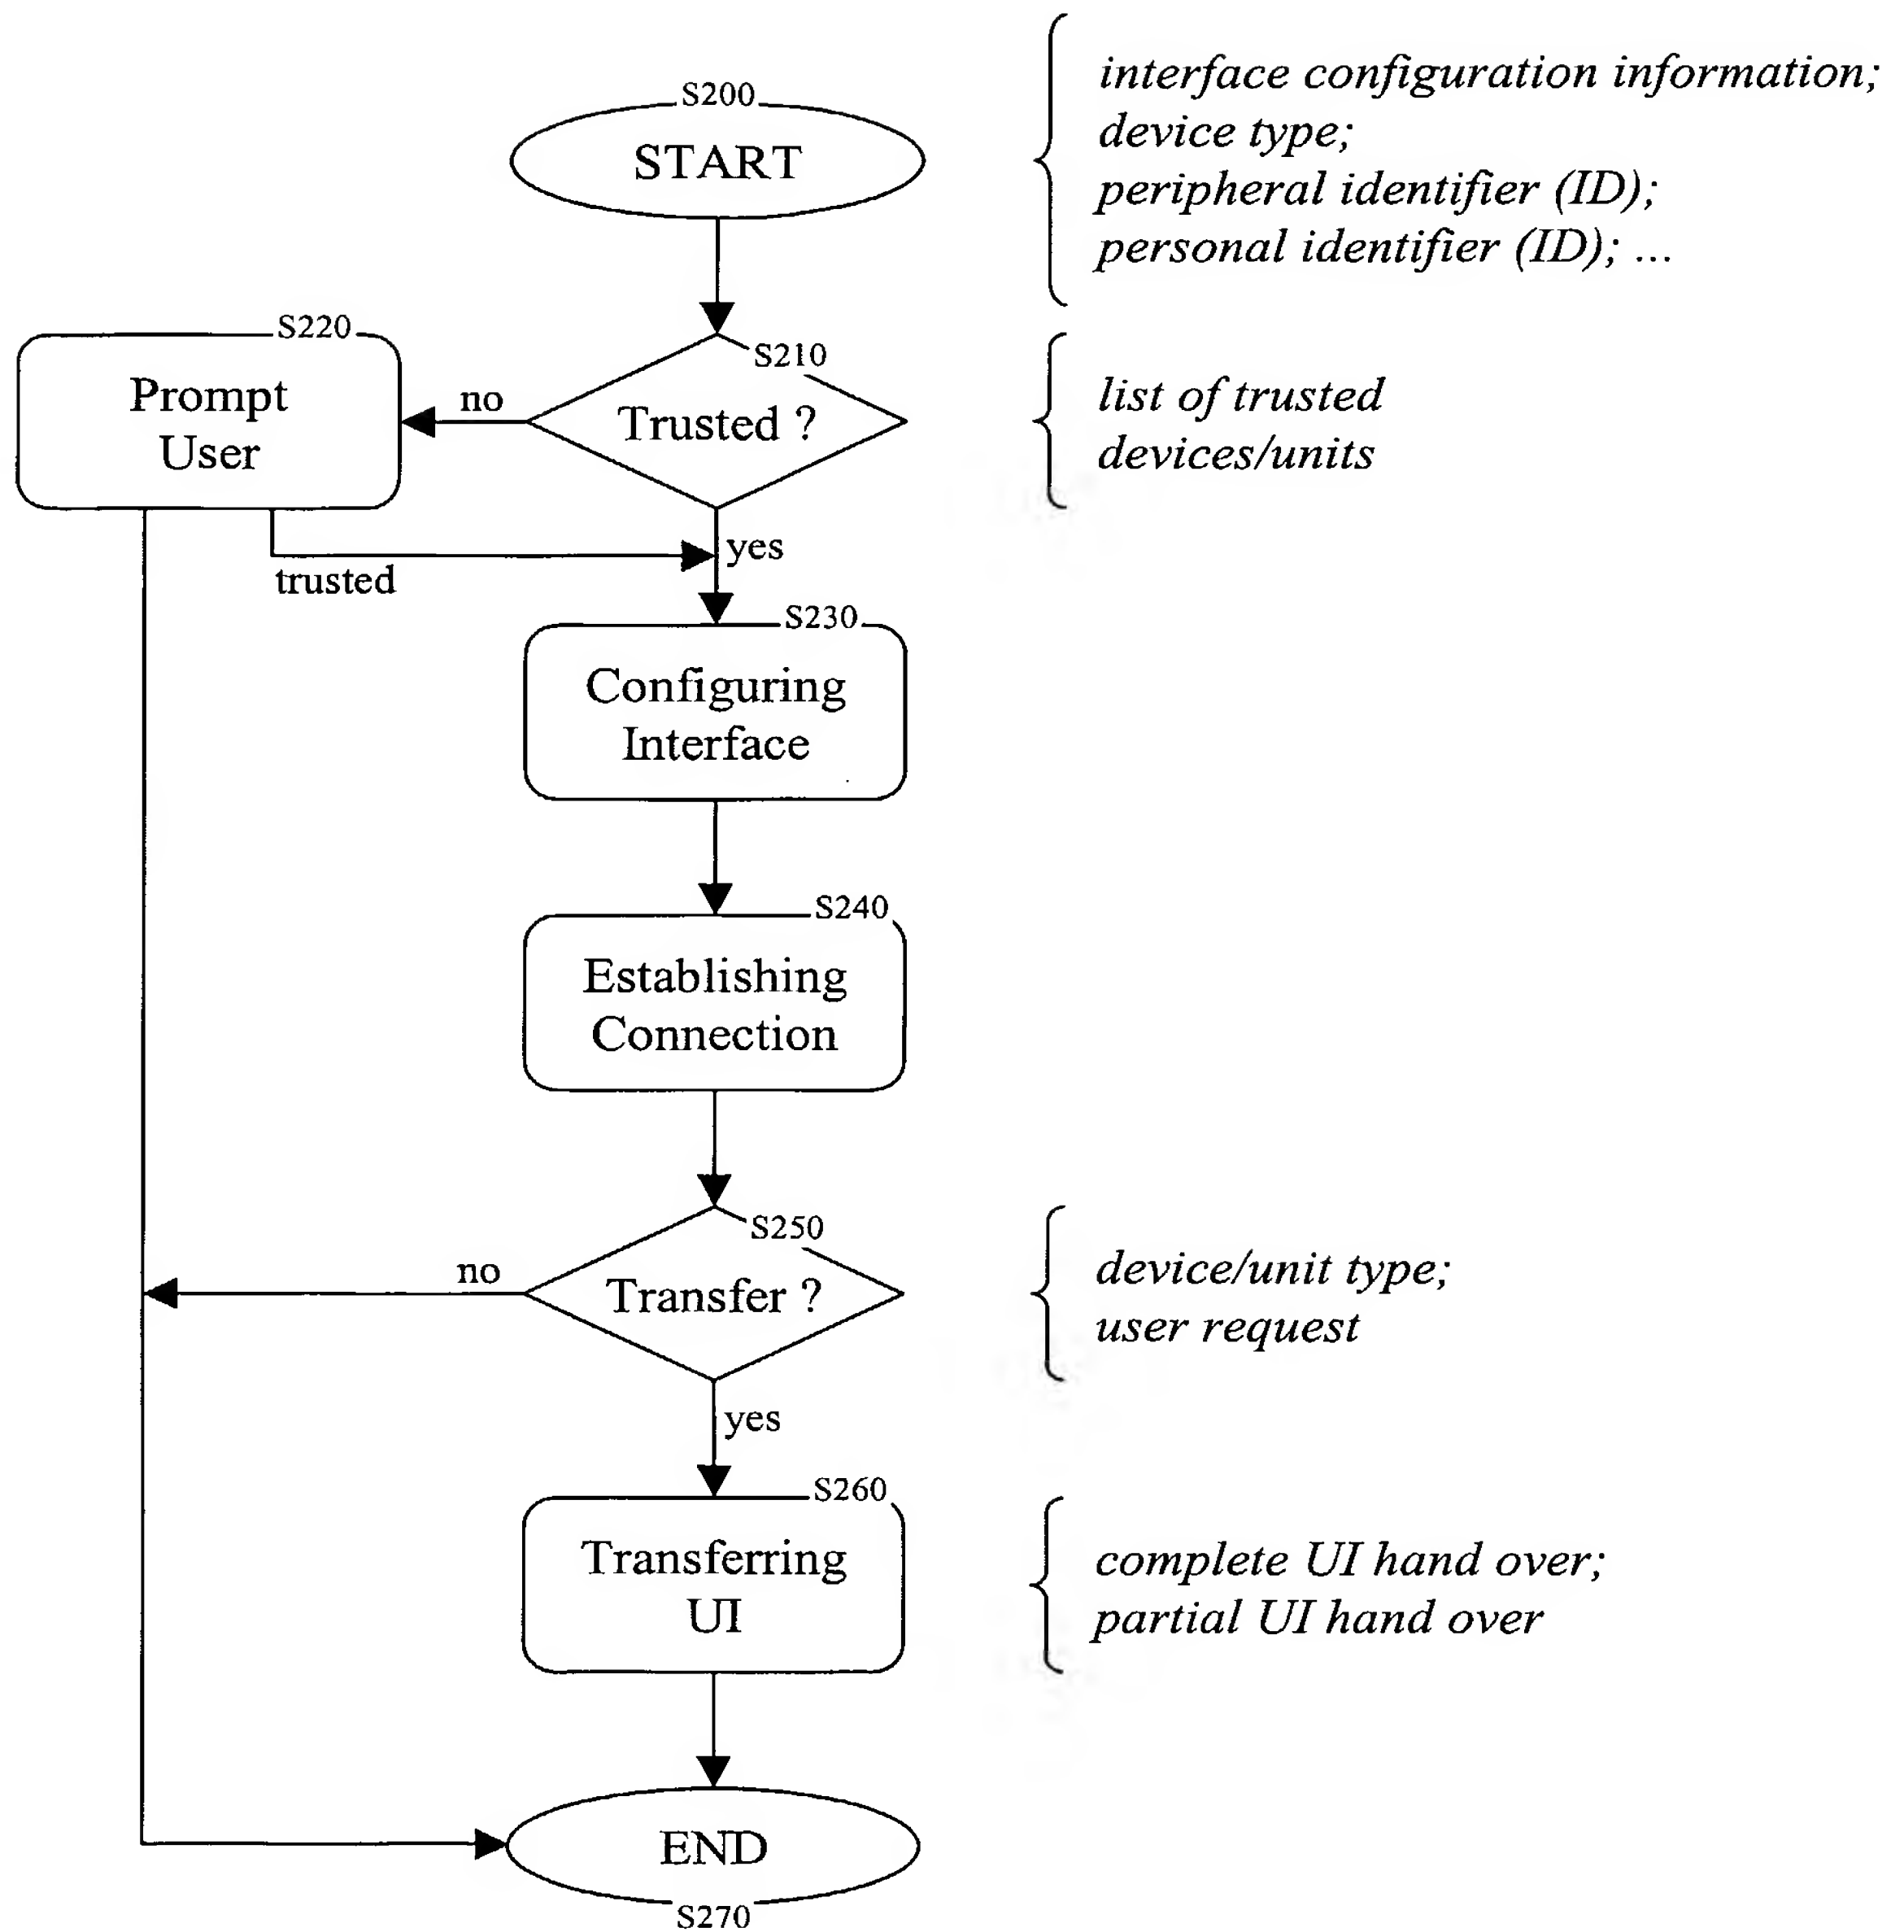 S200
START
interface configuration information;
device type;
peripheral identifier (ID);
personal identifier (ID); ...
S220
Prompt
User
no
S210
Trusted ?
list of trusted
devices/units
trusted
yes
S230
Configuring
Interface
S240
Establishing
Connection
S250
no
Transfer ?
device/unit type;
user request
yes
S260
Transferring
UI
complete UI hand over;
partial UI hand over
END
S270